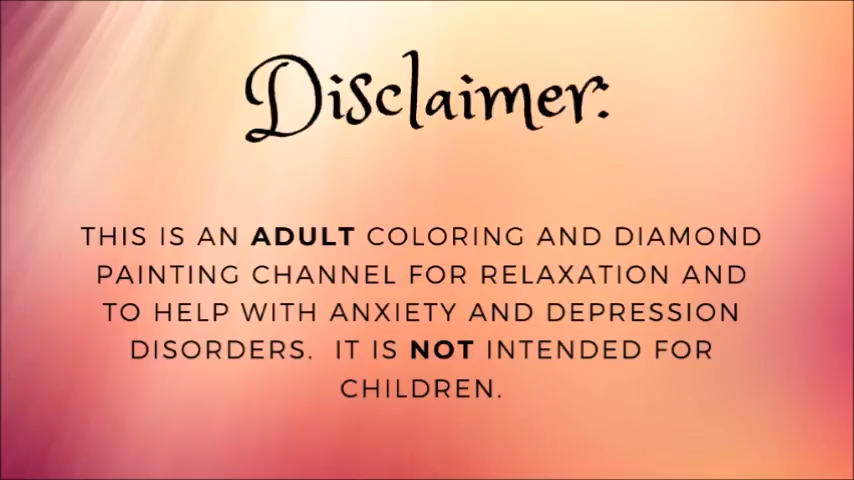 Disclaimer:
THIS IS AN ADULT COLORING AND DIAMOND
PAINTING CHANNEL FOR RELAXATION AND
TO HELP WITH ANXIETY AND DEPRESSION
DISORDERS. IT IS NOT INTENDED FOR
CHILDREN.